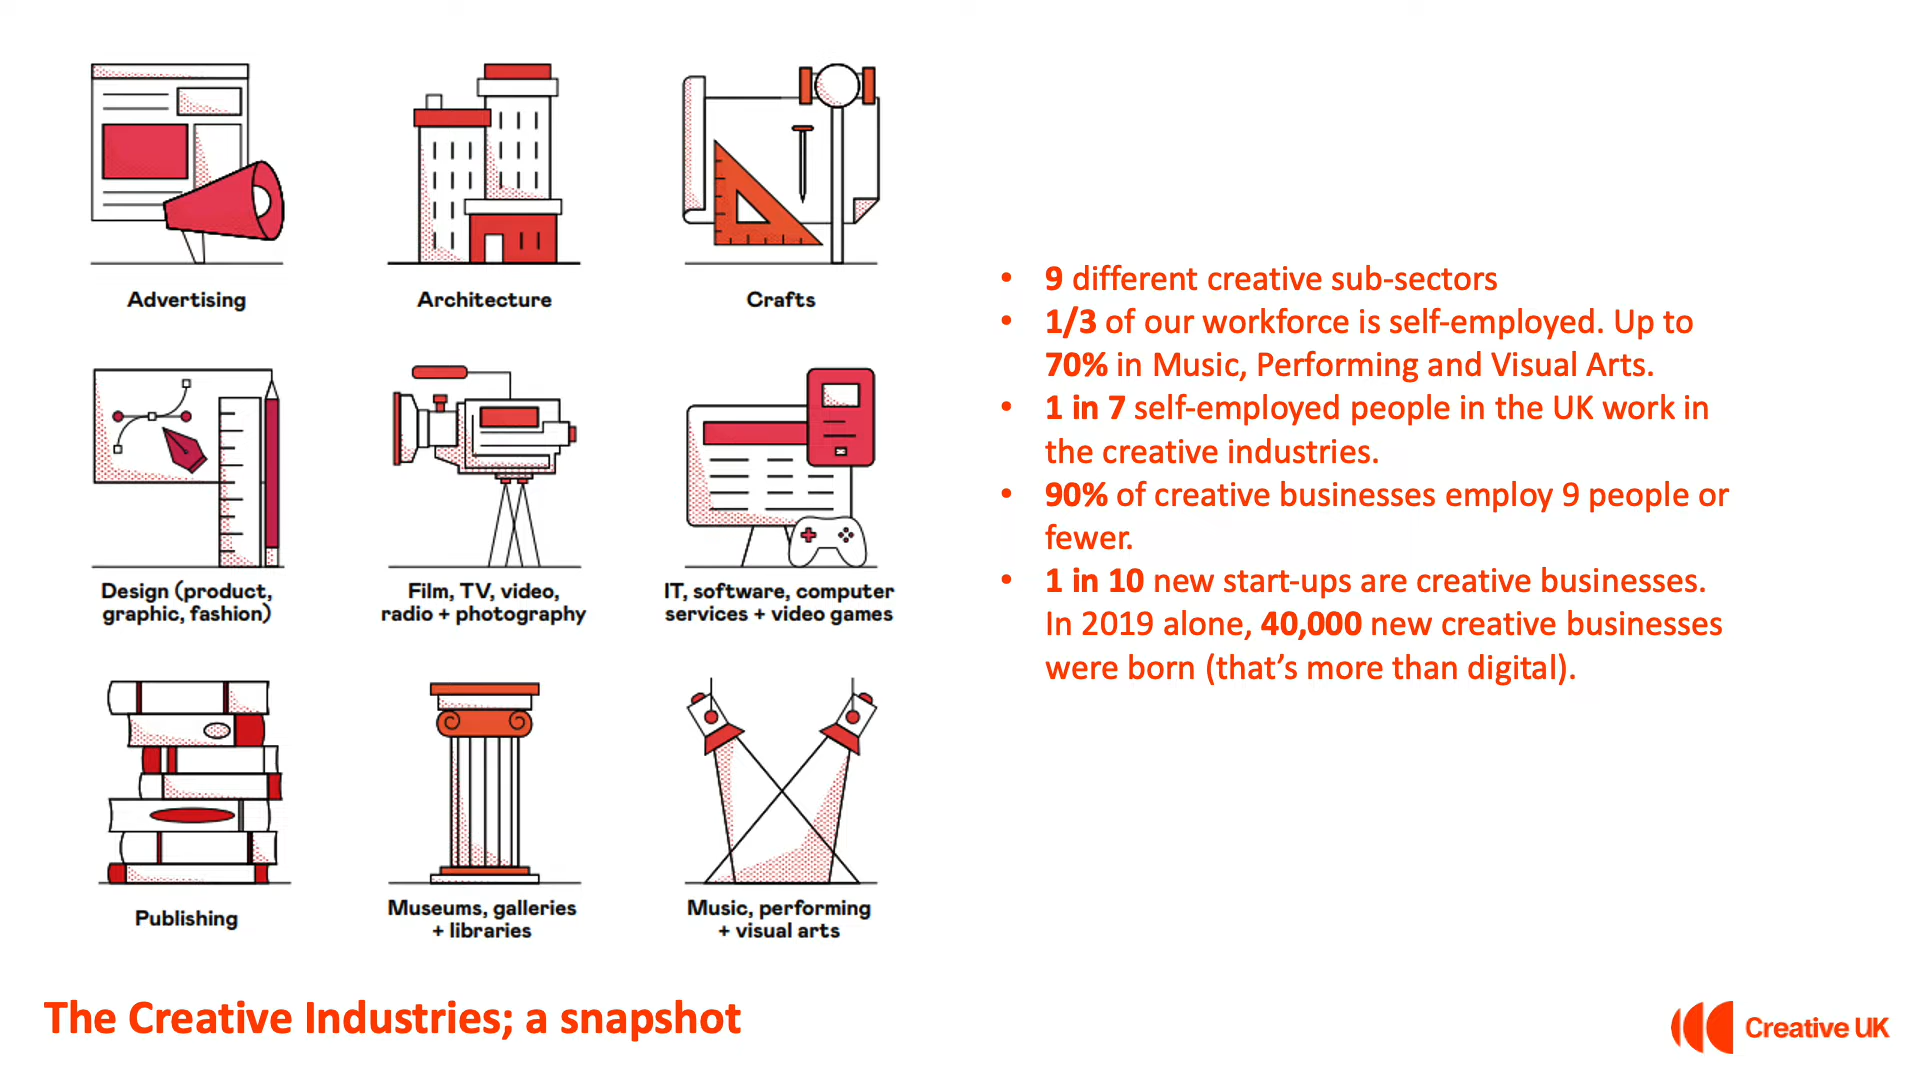 Advertising
Architecture
Crafts
Design (product,
graphic, fashion)
Film, TV, video,
radio + photography
IT, software, computer
services + video games
Publishing
Museums, galleries
+ libraries
Music, performing
+ visual arts
• 9 different creative sub-sectors
• 1/3 of our workforce is self-employed. Up to
70% in Music, Performing and Visual Arts.
• 1 in 7 self-employed people in the UK work in
the creative industries.
• 90% of creative businesses employ 9 people or
fewer.
• 1 in 10 new start-ups are creative businesses.
In 2019 alone, 40,000 new creative businesses
were born (that’s more than digital).
The Creative Industries; a snapshot
Creative UK